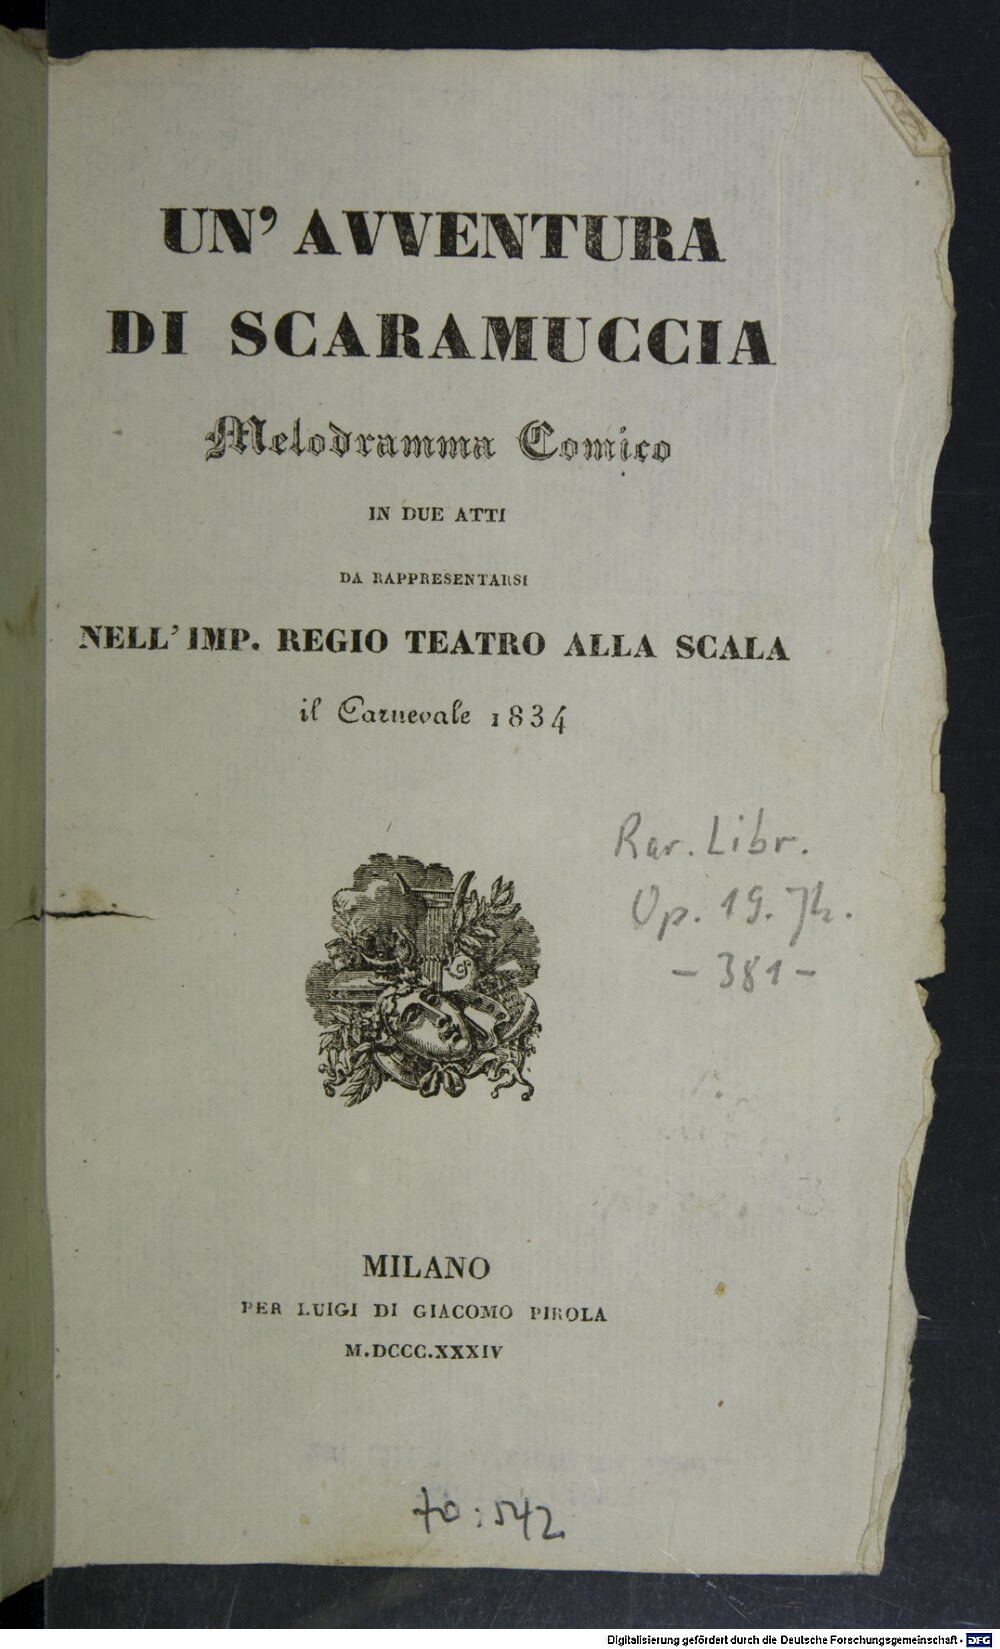 UN' AVVENTURA
DI SCARAMUCCIA
Melodramma Comico
IN DUE ATTI
DA RAPPRESENTARSI
NELL' IMP. REGIO TEATRO ALLA SCALA
il Carnevale 1834
Rar. Libr.
Op. 19. Jh.
- 381 -
MILANO
PER LUIGI DI GIACOMO PIROLA
M.DCCC.XXXIV
70:542
Digitalisierung gefördert durch die Deutsche Forschungsgemeinschaft - DFG